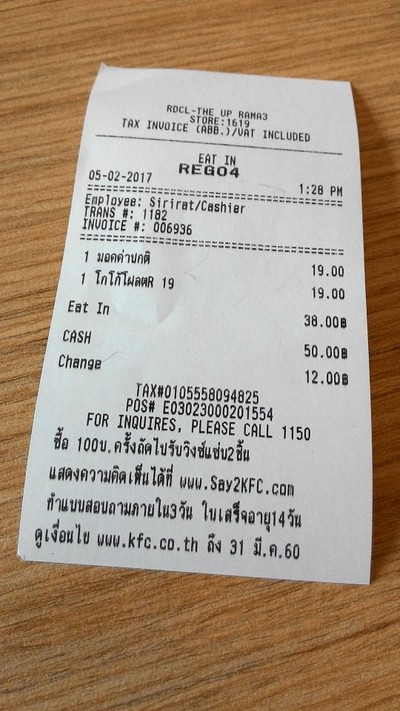 RDCL-THE UP RAMA3
STORE:1619
TAX INVOICE (ABB.)/VAT INCLUDED
EAT IN
REG04
05-02-2017 1:28 PM
Employee: Sirirat/Cashier
TRANS #: 1182
INVOICE #: 006936
1 มอคค่าปกติ 19.00
1 โกโก้โฟลตR 19 19.00
Eat In 38.00฿
CASH 50.00฿
Change 12.00฿
TAX#0105558094825
POS# E03023000201554
FOR INQUIRES, PLEASE CALL 1150
ซื้อ 100บ.ครั้งถัดไปรับวิงซ์แซ่บ2ชิ้น
แสดงความคิดเห็นได้ที่ www.Say2KFC.com
ทำแบบสอบถามภายใน3วัน ใบเสร็จอายุ14วัน
ดูเงื่อนไข www.kfc.co.th ถึง 31 มี.ค.60